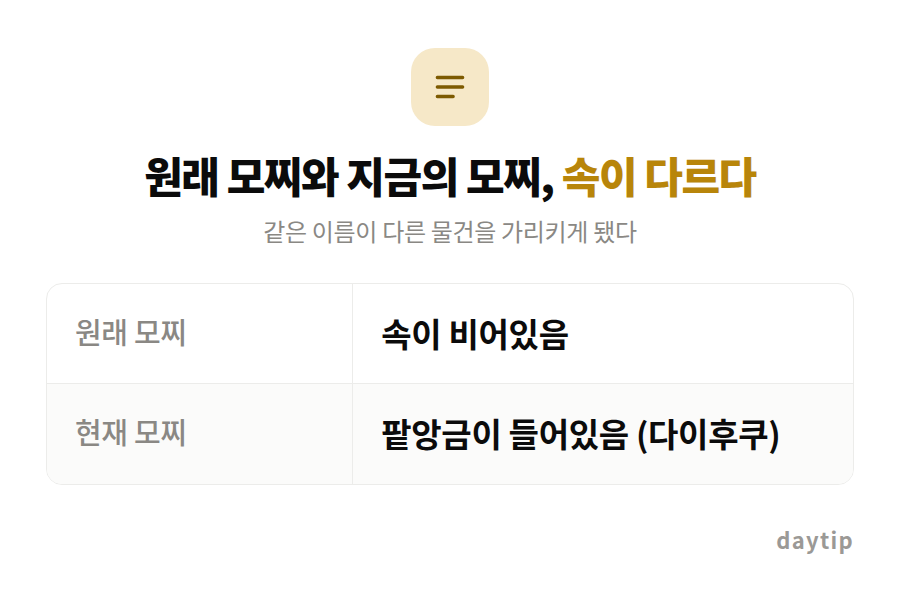 원래 모찌와 지금의 모찌, 속이 다르다
같은 이름이 다른 물건을 가리키게 됐다
원래 모찌
속이 비어있음
현재 모찌
팥앙금이 들어있음 (다이후쿠)
daytip